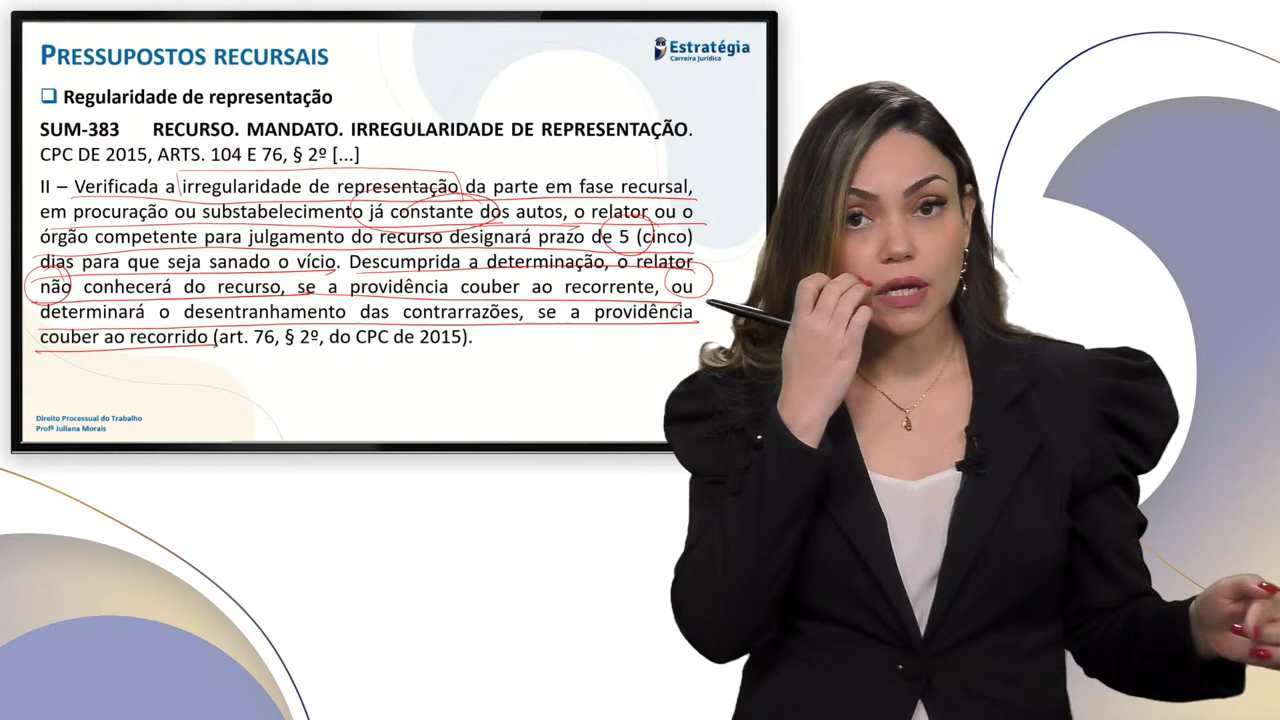 PRESSUPOSTOS RECURSAIS
Estratégia
Carreira Jurídica
Regularidade de representação
SUM-383 RECURSO. MANDATO. IRREGULARIDADE DE REPRESENTAÇÃO.
CPC DE 2015, ARTS. 104 E 76, § 2º [...]
II – Verificada a irregularidade de representação da parte em fase recursal,
em procuração ou substabelecimento já constante dos autos, o relator ou o
órgão competente para julgamento do recurso designará prazo de 5 (cinco)
dias para que seja sanado o vício. Descumprida a determinação, o relator
não conhecerá do recurso, se a providência couber ao recorrente, ou
determinará o desentranhamento das contrarrazões, se a providência
couber ao recorrido (art. 76, § 2º, do CPC de 2015).
Direito Processual do Trabalho
Profª Juliana Morais